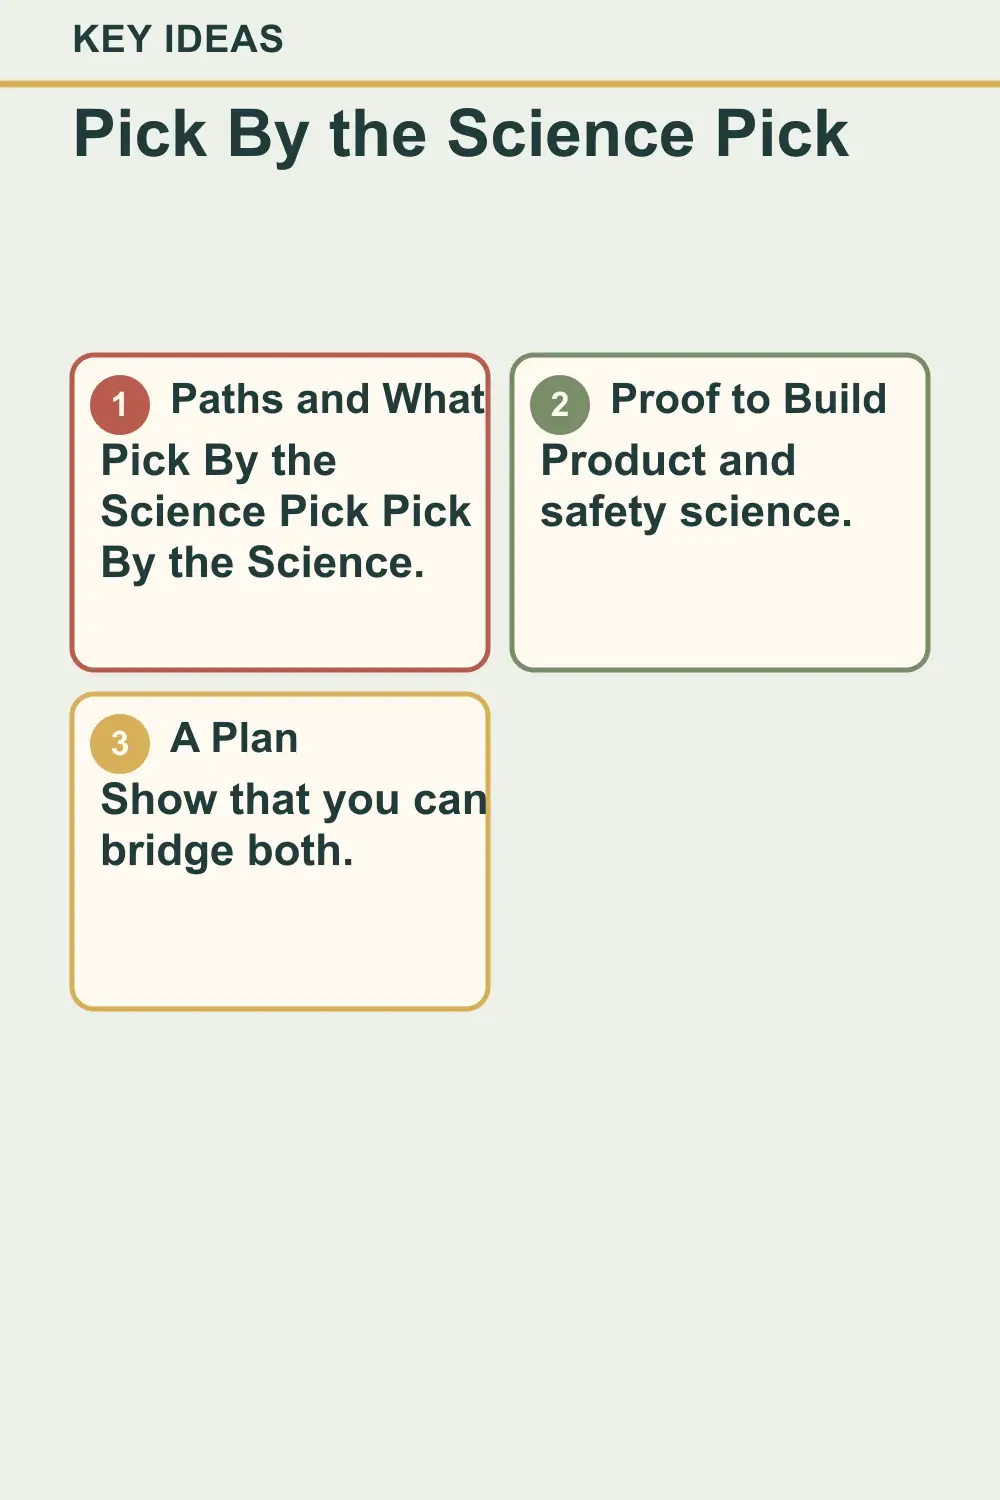 KEY IDEAS
Pick By the Science Pick
1 Paths and What
Pick By the
Science Pick Pick
By the Science.
2 Proof to Build
Product and
safety science.
3 A Plan
Show that you can
bridge both.